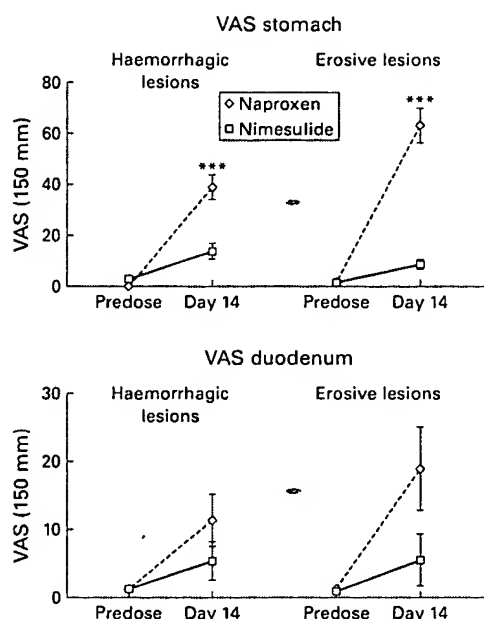 VAS stomach
Haemorrhagic lesions
Erosive lesions
Naproxen
Nimesulide
***
***
VAS (150 mm)
80
60
40
20
0
Predose Day 14 Predose Day 14
VAS duodenum
Haemorrhagic lesions
Erosive lesions
VAS (150 mm)
30
20
10
0
Predose Day 14 Predose Day 14